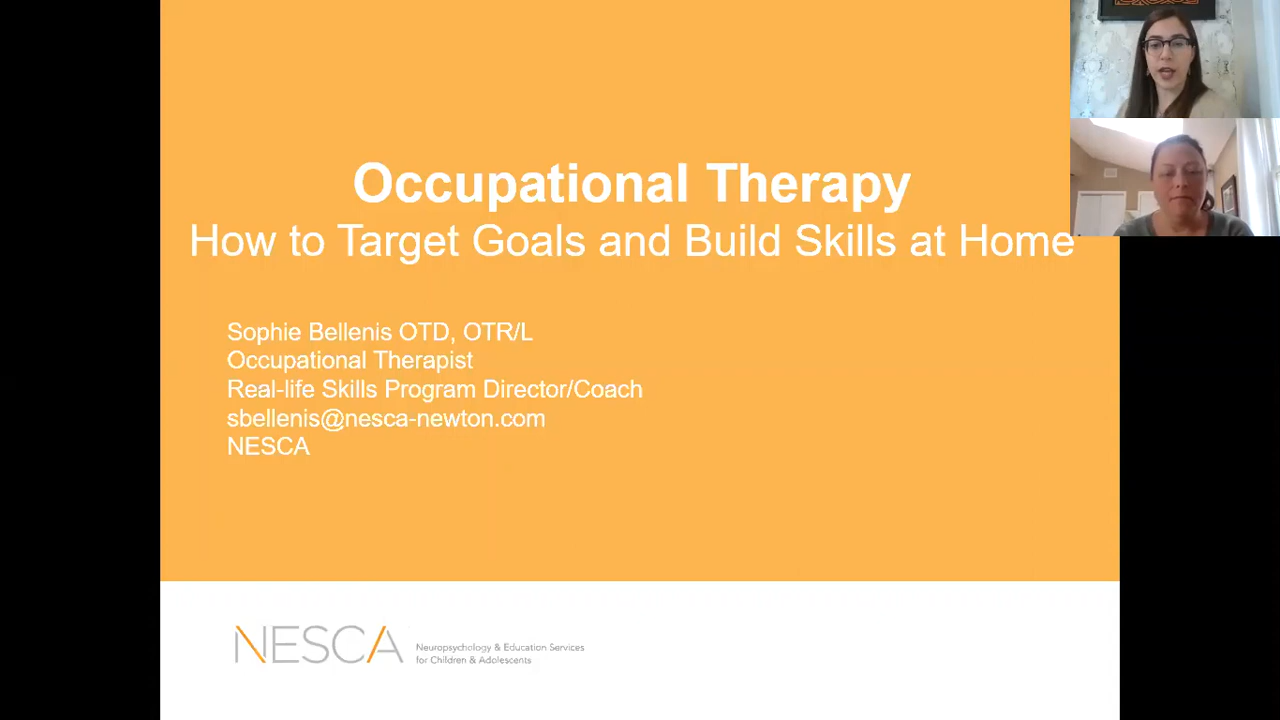 Occupational Therapy
How to Target Goals and Build Skills at Home
Sophie Bellenis OTD, OTR/L
Occupational Therapist
Real-life Skills Program Director/Coach
sbellenis@nesca-newton.com
NESCA
NESCA
Neuropsychology & Education Services
for Children & Adolescents